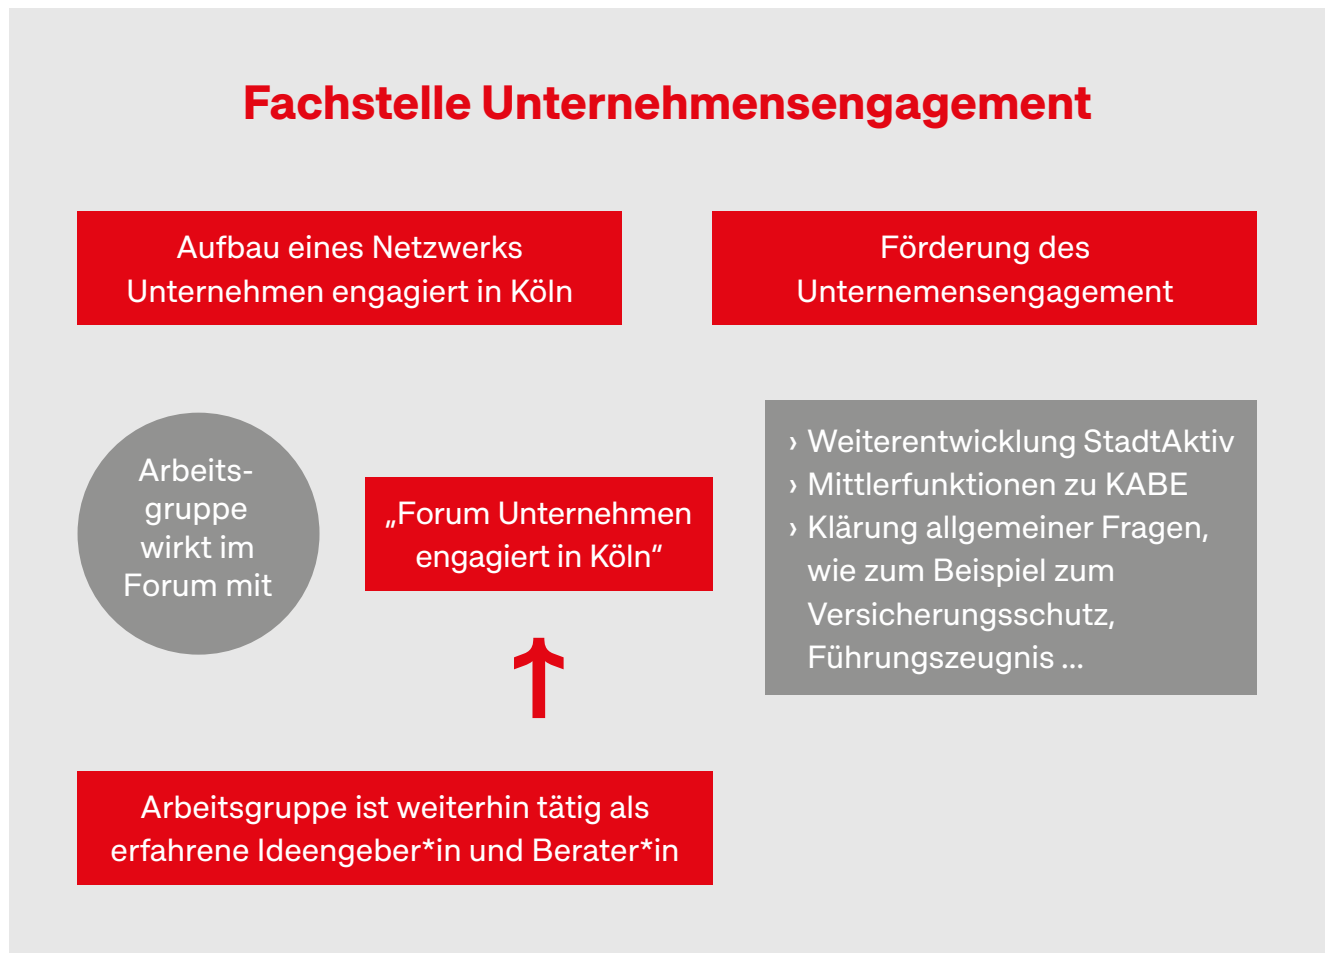 Fachstelle Unternehmensengagement
Aufbau eines Netzwerks
Unternehmen engagiert in Köln
Förderung des
Unternemensengagement
Arbeits-
gruppe
wirkt im
Forum mit
„Forum Unternehmen
engagiert in Köln“
› Weiterentwicklung StadtAktiv
› Mittlerfunktionen zu KABE
› Klärung allgemeiner Fragen,
wie zum Beispiel zum
Versicherungsschutz,
Führungszeugnis ...
Arbeitsgruppe ist weiterhin tätig als
erfahrene Ideengeber*in und Berater*in